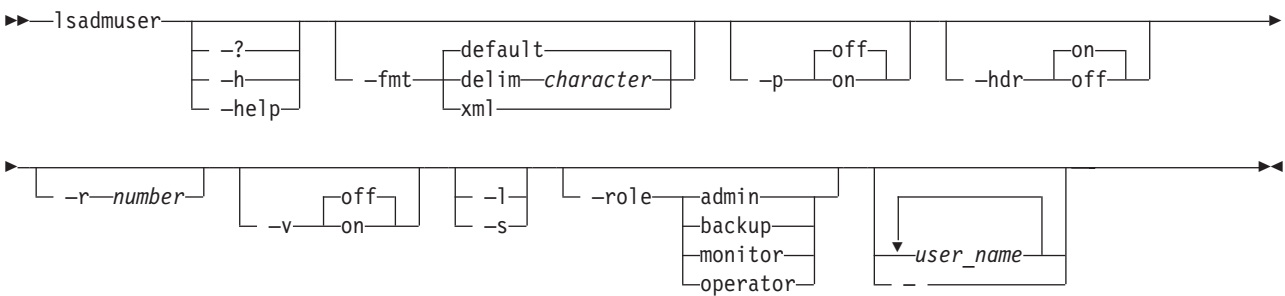 lsadmuser
–?
–h
–help
–fmt
default
delim character
xml
–p
off
on
–hdr
on
off
–r number
–v
off
on
–l
–s
–role
admin
backup
monitor
operator
user_name
–